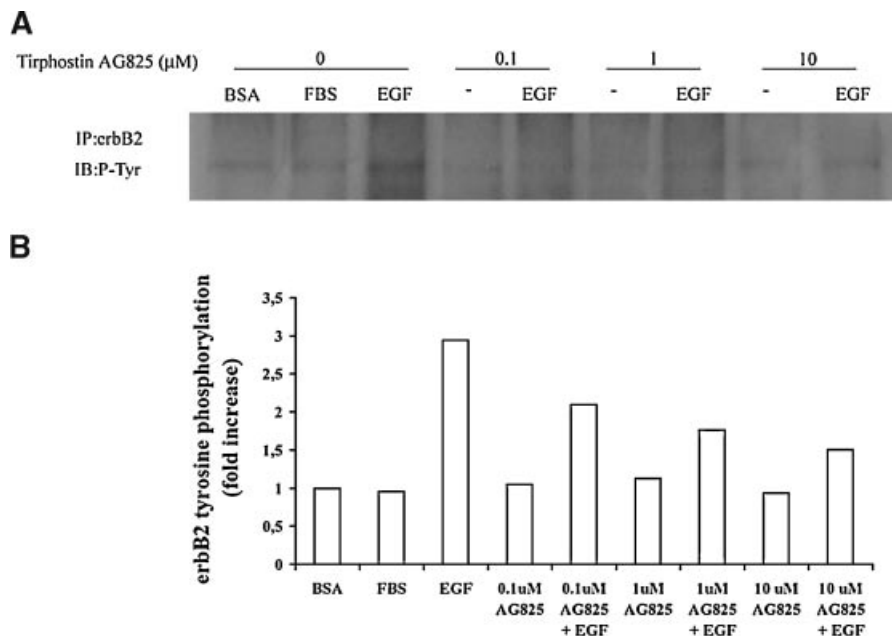 A
Tirphostin AG825 (μM) 0 0.1 1 10
BSA FBS EGF - EGF - EGF - EGF
IP:erbB2
IB:P-Tyr
B
erbB2 tyrosine phosphorylation
(fold increase)
3,5
3
2,5
2
1,5
1
0,5
0
BSA FBS EGF 0.1uM AG825 0.1uM AG825 + EGF 1uM AG825 1uM AG825 + EGF 10 uM AG825 10 uM AG825 + EGF